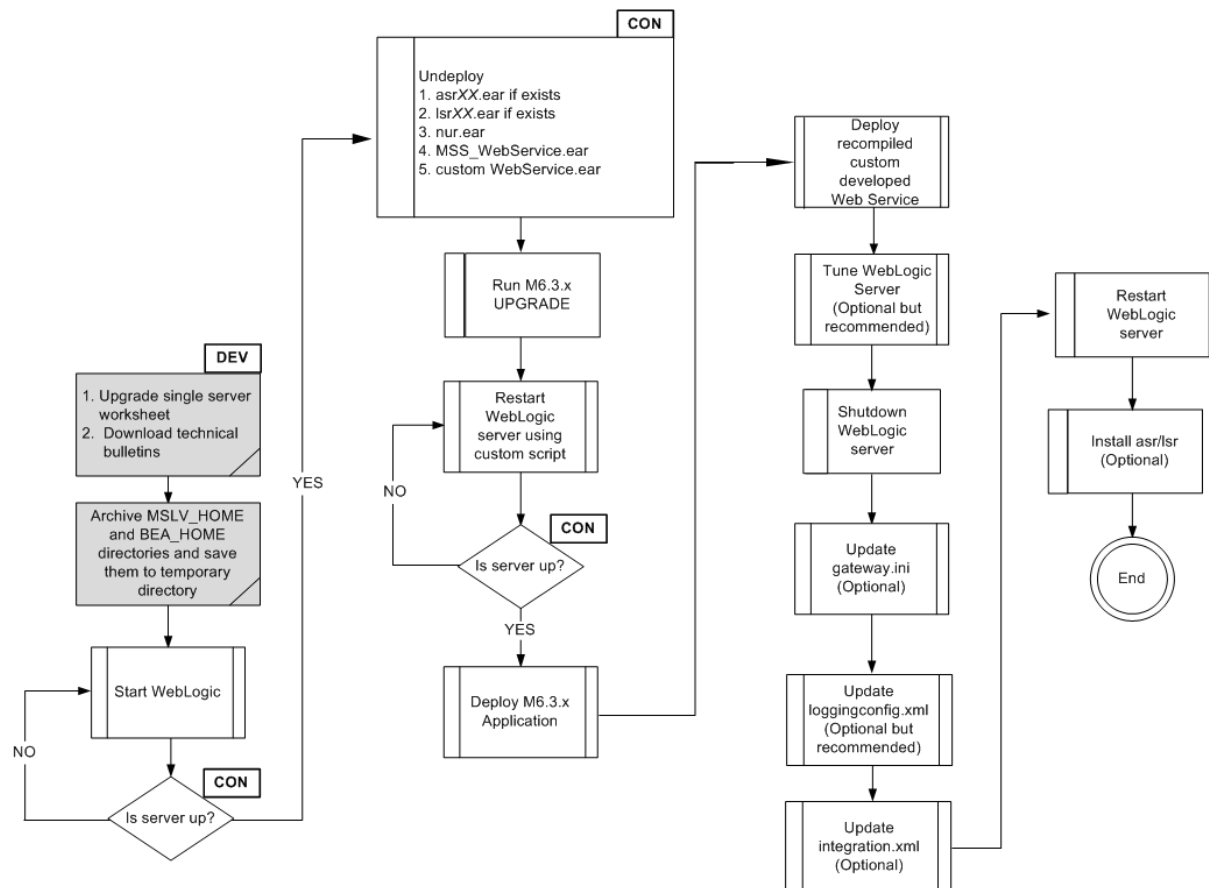 DEV
1. Upgrade single server
worksheet
2. Download technical
bulletins
Archive MSLV_HOME
and BEA_HOME
directories and save
them to temporary
directory
Start WebLogic
NO
CON
Is server up?
YES
CON
Undeploy
1. asrXX.ear if exists
2. lsrXX.ear if exists
3. nur.ear
4. MSS_WebService.ear
5. custom WebService.ear
Run M6.3.x
UPGRADE
Restart
WebLogic
server using
custom script
NO
CON
Is server up?
YES
Deploy M6.3.x
Application
Deploy
recompiled
custom
developed
Web Service
Tune WebLogic
Server
(Optional but
recommended)
Shutdown
WebLogic
server
Update
gateway.ini
(Optional)
Update
loggingconfig.xml
(Optional but
recommended)
Update
integration.xml
(Optional)
Restart
WebLogic
server
Install asr/lsr
(Optional)
End